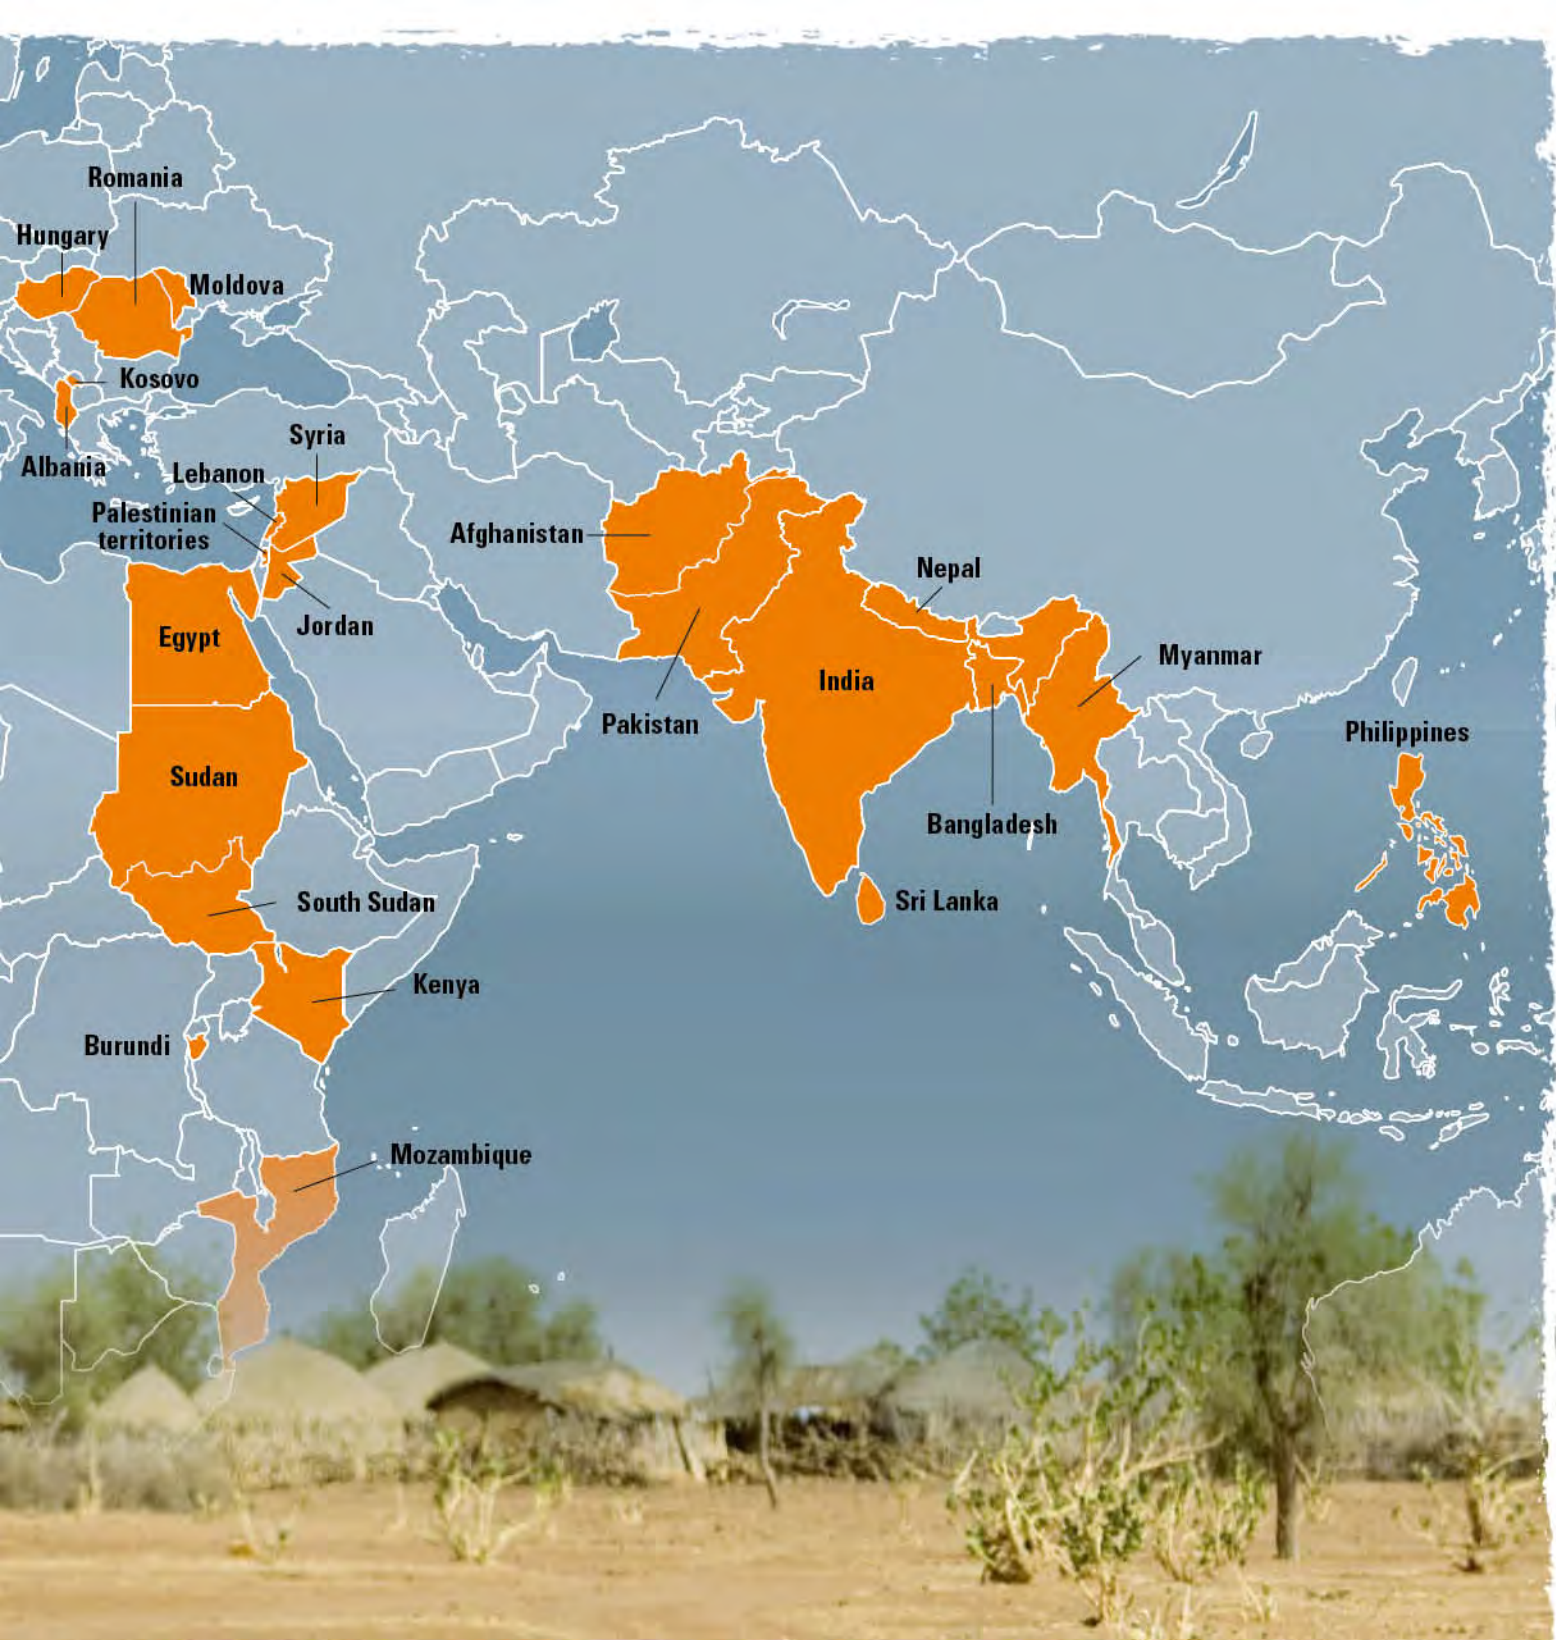 Romania
Hungary
Moldova
Kosovo
Albania
Syria
Lebanon
Palestinian
territories
Jordan
Egypt
Sudan
South Sudan
Kenya
Burundi
Mozambique
Afghanistan
Pakistan
Nepal
India
Myanmar
Bangladesh
Sri Lanka
Philippines